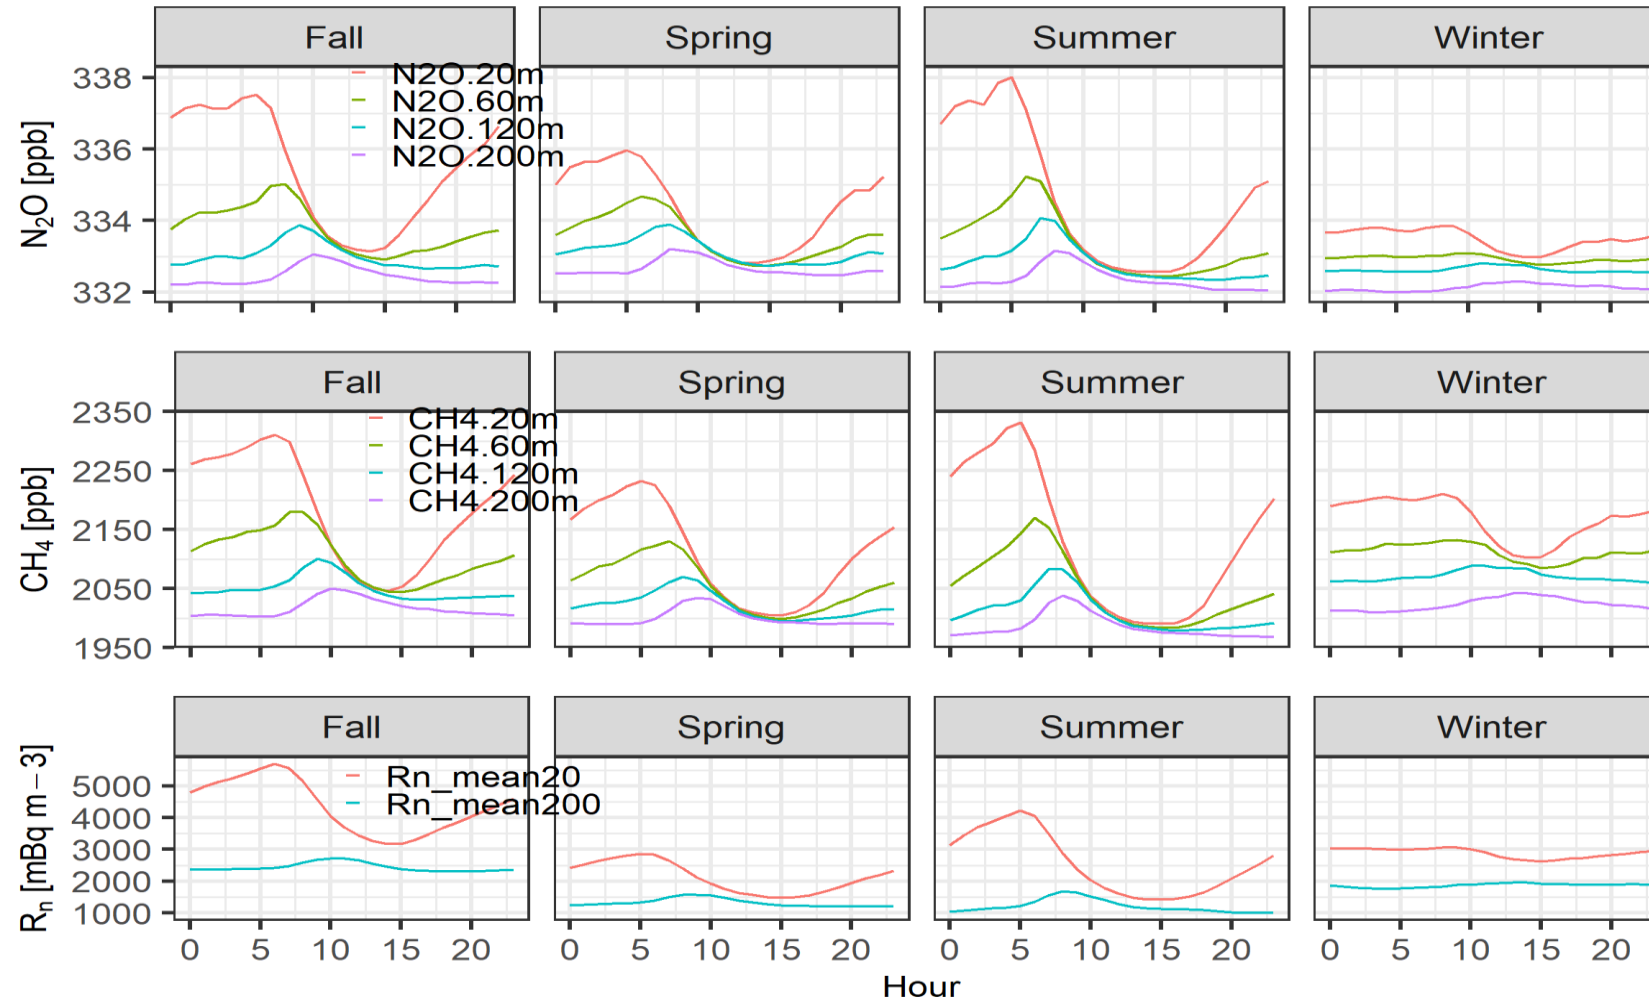 Fall Spring Summer Winter
N2O.20m
N2O.60m
N2O.120m
N2O.200m
338
336
334
332
N₂O [ppb]
Fall Spring Summer Winter
CH4.20m
CH4.60m
CH4.120m
CH4.200m
2350
2250
2150
2050
1950
CH₄ [ppb]
Fall Spring Summer Winter
Rn_mean20
Rn_mean200
5000
4000
3000
2000
1000
Rₙ [mBq m−3]
0 5 10 15 20 0 5 10 15 20 0 5 10 15 20 0 5 10 15 20
Hour